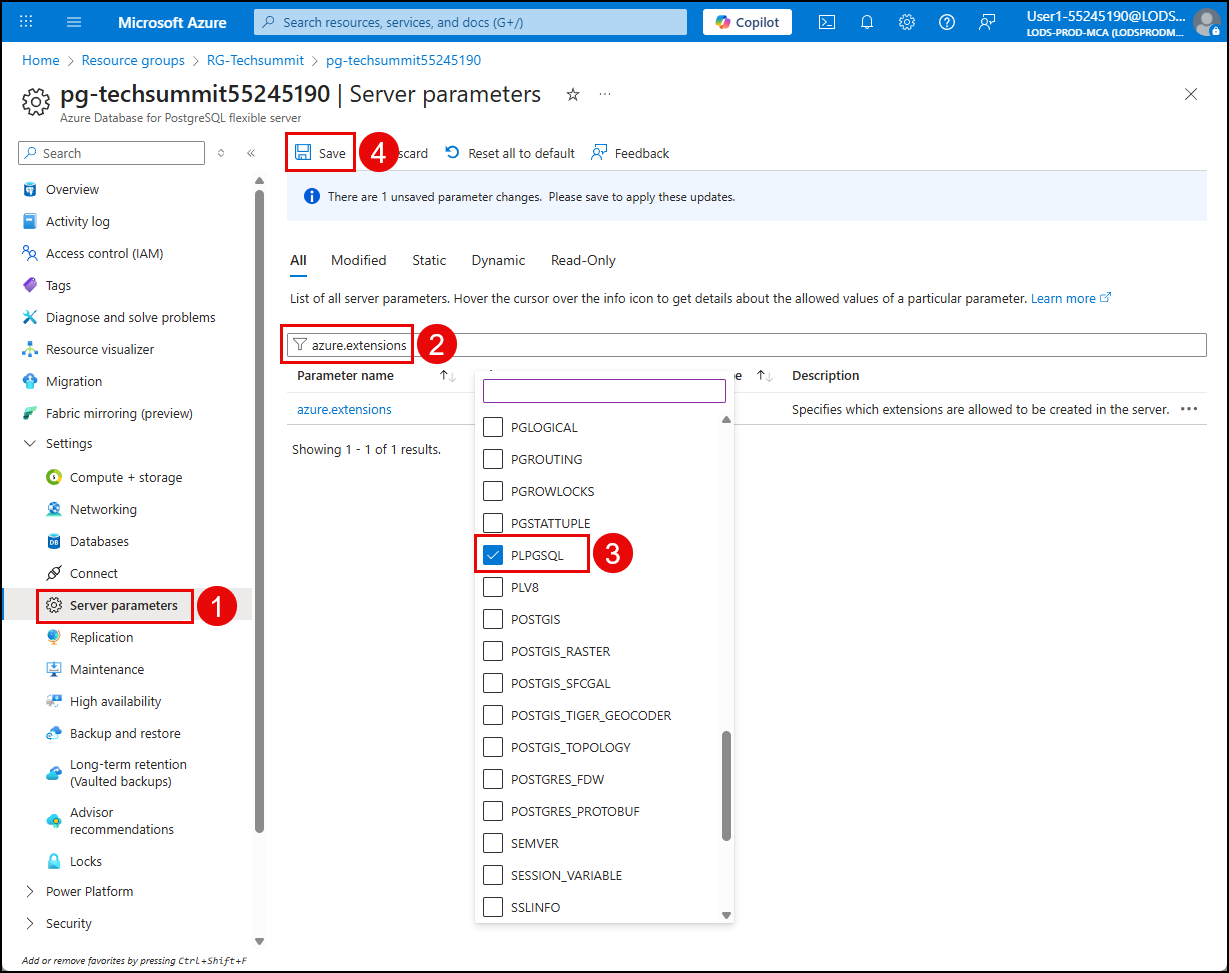 Microsoft Azure
Search resources, services, and docs (G+/)
Copilot
User1-55245190@LODS...
LODS-PROD-MCA (LODSPRODM...
Home > Resource groups > RG-Techsummit > pg-techsummit55245190
pg-techsummit55245190 | Server parameters
Azure Database for PostgreSQL flexible server
Search
Save
4
scard
Reset all to default
Feedback
There are 1 unsaved parameter changes. Please save to apply these updates.
Overview
Activity log
Access control (IAM)
Tags
Diagnose and solve problems
Resource visualizer
Migration
Fabric mirroring (preview)
Settings
Compute + storage
Networking
Databases
Connect
Server parameters
1
Replication
Maintenance
High availability
Backup and restore
Long-term retention
(Vaulted backups)
Advisor
recommendations
Locks
Power Platform
Security
Add or remove favorites by pressing Ctrl+Shift+F
All
Modified
Static
Dynamic
Read-Only
List of all server parameters. Hover the cursor over the info icon to get details about the allowed values of a particular parameter. Learn more
azure.extensions
2
Parameter name
Description
azure.extensions
Specifies which extensions are allowed to be created in the server.
Showing 1 - 1 of 1 results.
PGLOGICAL
PGROUTING
PGROWLOCKS
PGSTATTUPLE
PLPGSQL
3
PLV8
POSTGIS
POSTGIS_RASTER
POSTGIS_SFCGAL
POSTGIS_TIGER_GEOCODER
POSTGIS_TOPOLOGY
POSTGRES_FDW
POSTGRES_PROTOBUF
SEMVER
SESSION_VARIABLE
SSLINFO